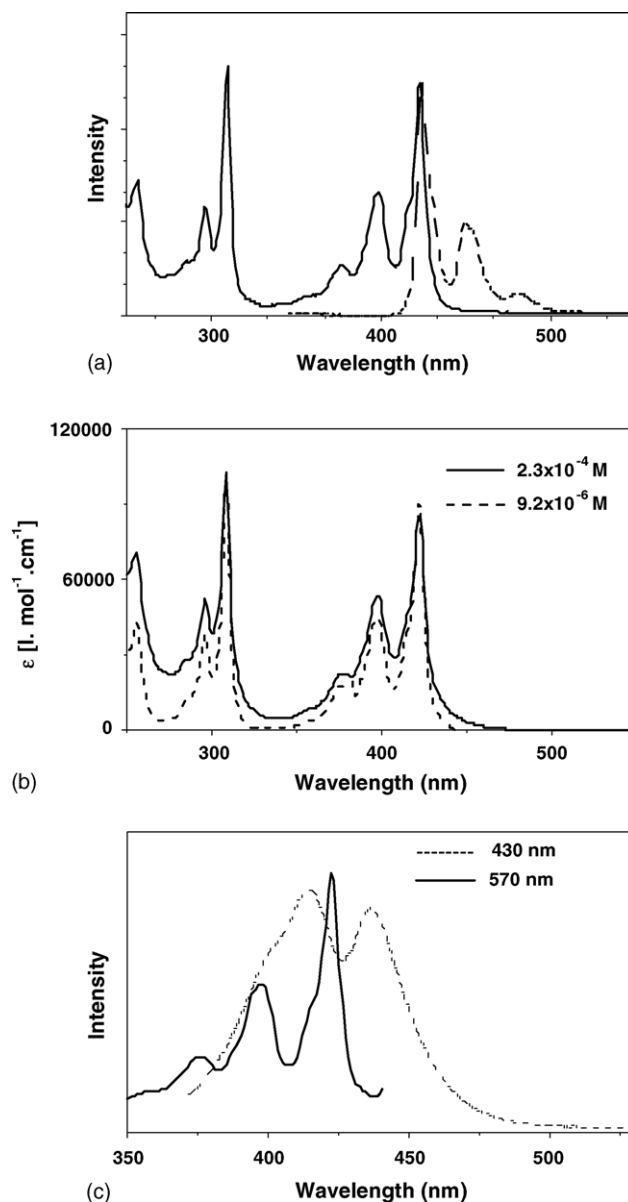 Intensity
300
400
500
Wavelength (nm)
(a)
120000
60000
0
ε [l. mol⁻¹.cm⁻¹]
2.3x10⁻⁴ M
9.2x10⁻⁶ M
300
400
500
Wavelength (nm)
(b)
Intensity
430 nm
570 nm
350
400
450
500
Wavelength (nm)
(c)